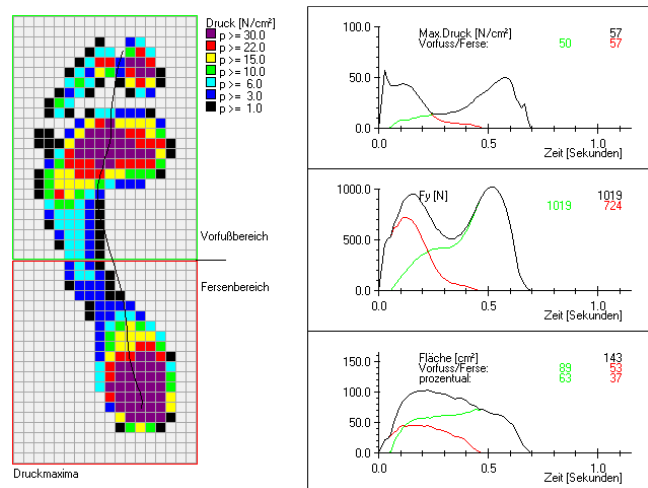 Druck [N/cm²]
p >= 30.0
p >= 22.0
p >= 15.0
p >= 10.0
p >= 6.0
p >= 3.0
p >= 1.0
Vorfußbereich
Fersenbereich
Druckmaxima
100.0
Max.Druck [N/cm²] 57
Vorfuss/Ferse: 50 57
50.0
0.0
0.0 0.5 1.0
Zeit [Sekunden]
1000.0
Fy [N] 1019
1019 724
500.0
0.0
0.0 0.5 1.0
Zeit [Sekunden]
150.0
Fläche [cm²] 143
Vorfuss/Ferse: 89 53
prozentual: 63 37
100.0
50.0
0.0
0.0 0.5 1.0
Zeit [Sekunden]